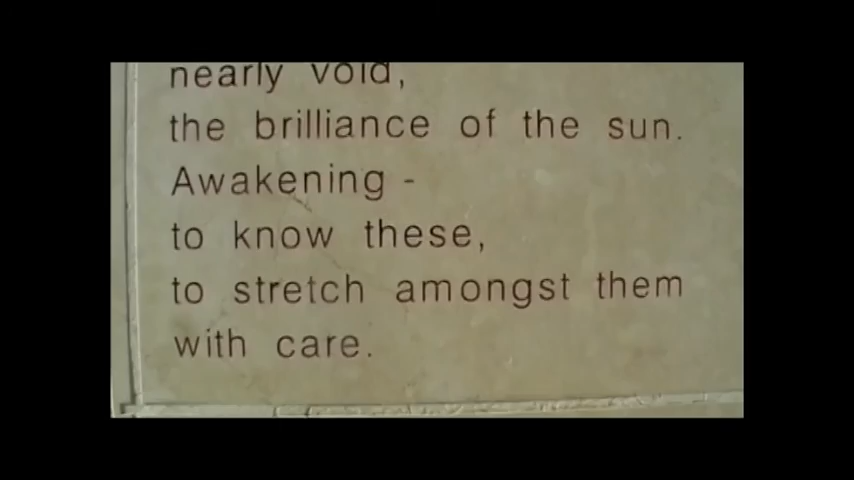 nearly void,
the brilliance of the sun.
Awakening -
to know these,
to stretch amongst them
with care.